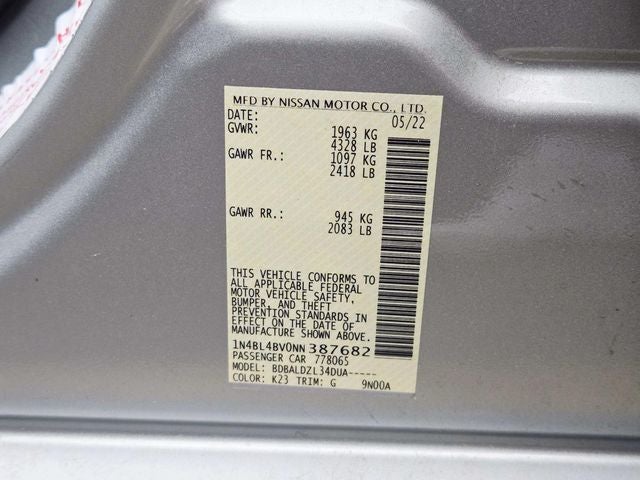 MFD BY NISSAN MOTOR CO., LTD.
DATE: 05/22
GVWR: 1963 KG
4328 LB
GAWR FR.: 1097 KG
2418 LB
GAWR RR.: 945 KG
2083 LB
THIS VEHICLE CONFORMS TO
ALL APPLICABLE FEDERAL
MOTOR VEHICLE SAFETY,
BUMPER, AND THEFT
PREVENTION STANDARDS IN
EFFECT ON THE DATE OF
MANUFACTURE SHOWN ABOVE.
1N4BL4BV0NN387682
PASSENGER CAR 778065
MODEL: BDBALDZL34DUA-----
COLOR: K23 TRIM: G 9N00A